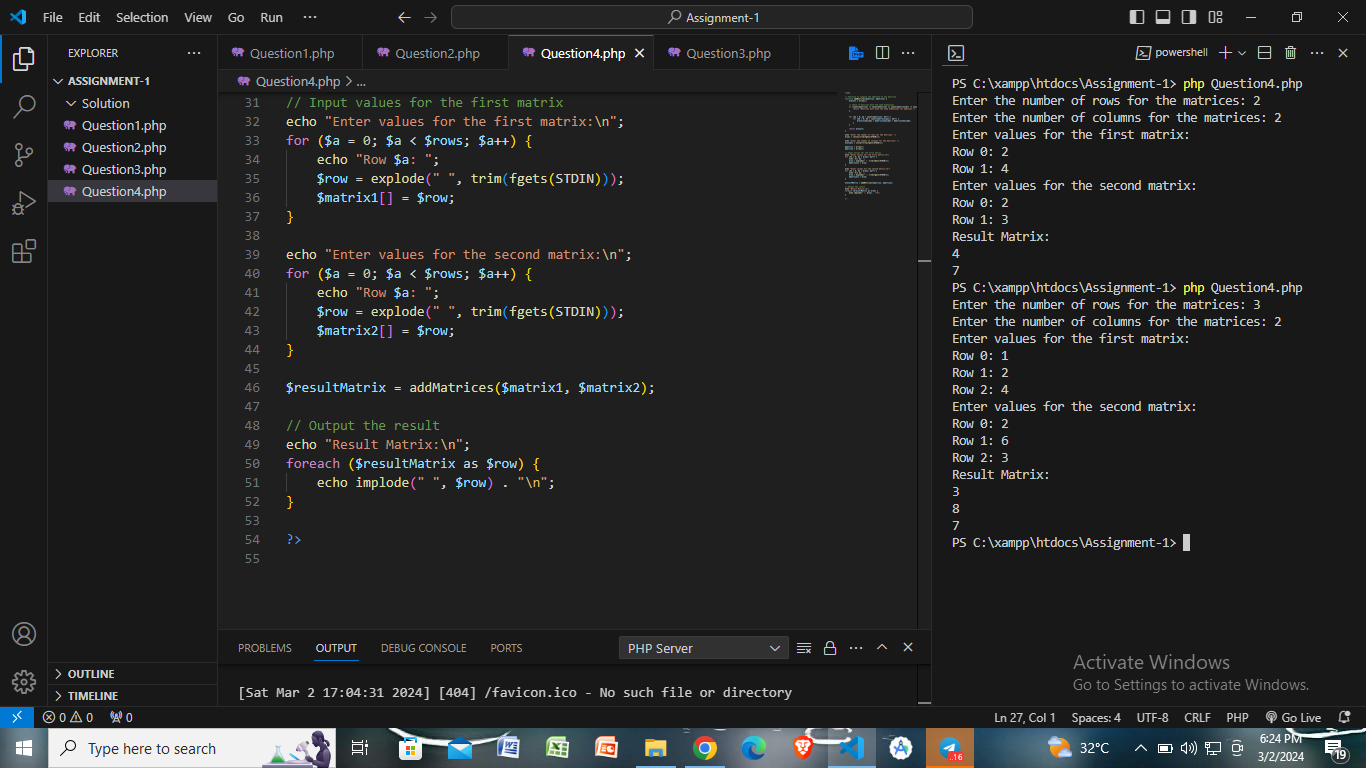 File Edit Selection View Go Run ···
Assignment-1
EXPLORER ···
ASSIGNMENT-1
Solution
Question1.php
Question2.php
Question3.php
Question4.php
OUTLINE
TIMELINE
Question1.php Question2.php Question4.php Question3.php ···
Question4.php > ...
31 // Input values for the first matrix
32 echo "Enter values for the first matrix:\n";
33 for ($a = 0; $a < $rows; $a++) {
34 echo "Row $a: ";
35 $row = explode(" ", trim(fgets(STDIN)));
36 $matrix1[] = $row;
37 }
38
39 echo "Enter values for the second matrix:\n";
40 for ($a = 0; $a < $rows; $a++) {
41 echo "Row $a: ";
42 $row = explode(" ", trim(fgets(STDIN)));
43 $matrix2[] = $row;
44 }
45
46 $resultMatrix = addMatrices($matrix1, $matrix2);
47
48 // Output the result
49 echo "Result Matrix:\n";
50 foreach ($resultMatrix as $row) {
51 echo implode(" ", $row) . "\n";
52 }
53
54 ?>
55
PROBLEMS OUTPUT DEBUG CONSOLE PORTS PHP Server ···
[Sat Mar 2 17:04:31 2024] [404] /favicon.ico - No such file or directory
powershell ···
PS C:\xampp\htdocs\Assignment-1> php Question4.php
Enter the number of rows for the matrices: 2
Enter the number of columns for the matrices: 2
Enter values for the first matrix:
Row 0: 2
Row 1: 4
Enter values for the second matrix:
Row 0: 2
Row 1: 3
Result Matrix:
4
7
PS C:\xampp\htdocs\Assignment-1> php Question4.php
Enter the number of rows for the matrices: 3
Enter the number of columns for the matrices: 2
Enter values for the first matrix:
Row 0: 1
Row 1: 2
Row 2: 4
Enter values for the second matrix:
Row 0: 2
Row 1: 6
Row 2: 3
Result Matrix:
3
8
7
PS C:\xampp\htdocs\Assignment-1>
Activate Windows
Go to Settings to activate Windows.
0 0 0 Ln 27, Col 1 Spaces: 4 UTF-8 CRLF PHP Go Live
Type here to search
..16
32°C
6:24 PM
3/2/2024
19